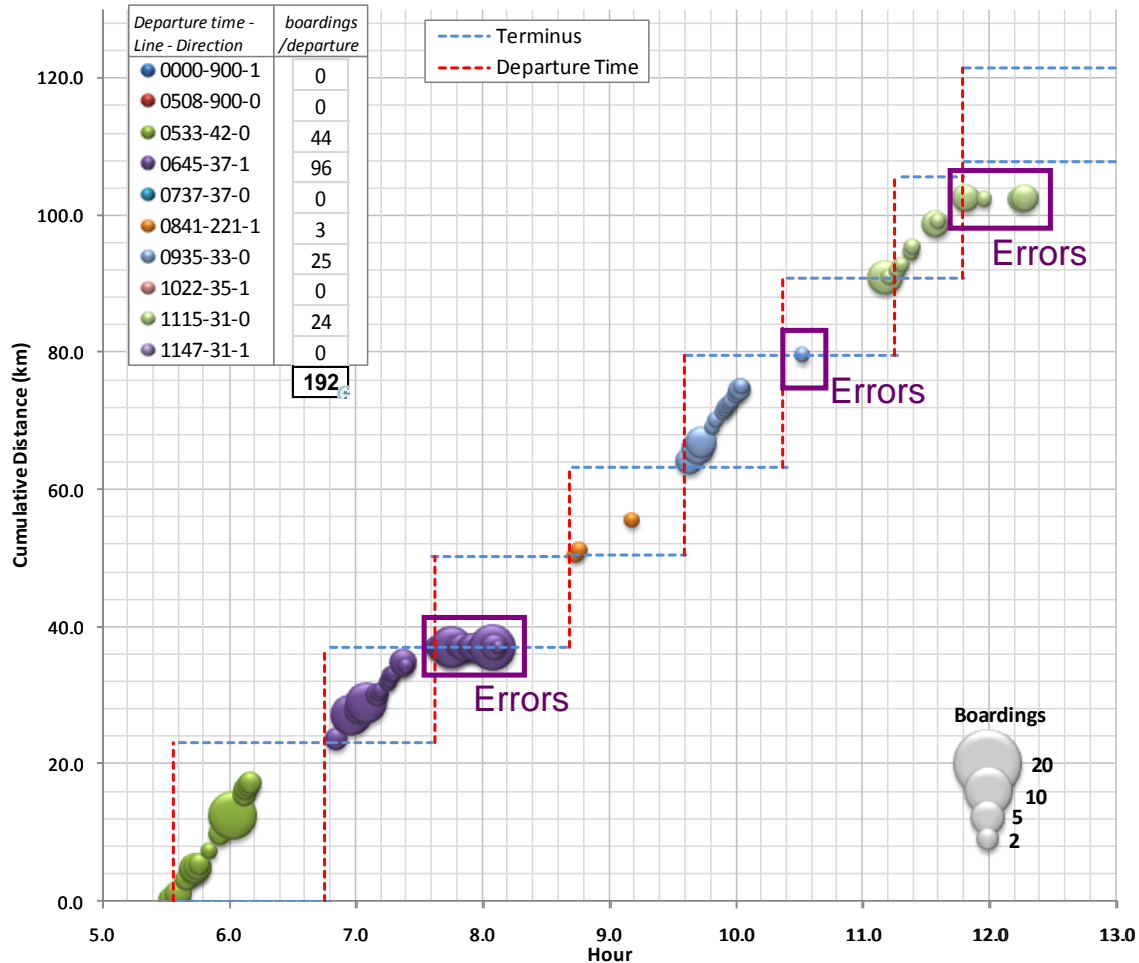 Departure time - boardings
Line - Direction /departure
0000-900-1 0
0508-900-0 0
0533-42-0 44
0645-37-1 96
0737-37-0 0
0841-221-1 3
0935-33-0 25
1022-35-1 0
1115-31-0 24
1147-31-1 0
192
Terminus
Departure Time
120.0
100.0
80.0
60.0
40.0
20.0
0.0
Cumulative Distance (km)
Errors
Errors
Errors
Boardings
20
10
5
2
5.0 6.0 7.0 8.0 9.0 10.0 11.0 12.0 13.0
Hour